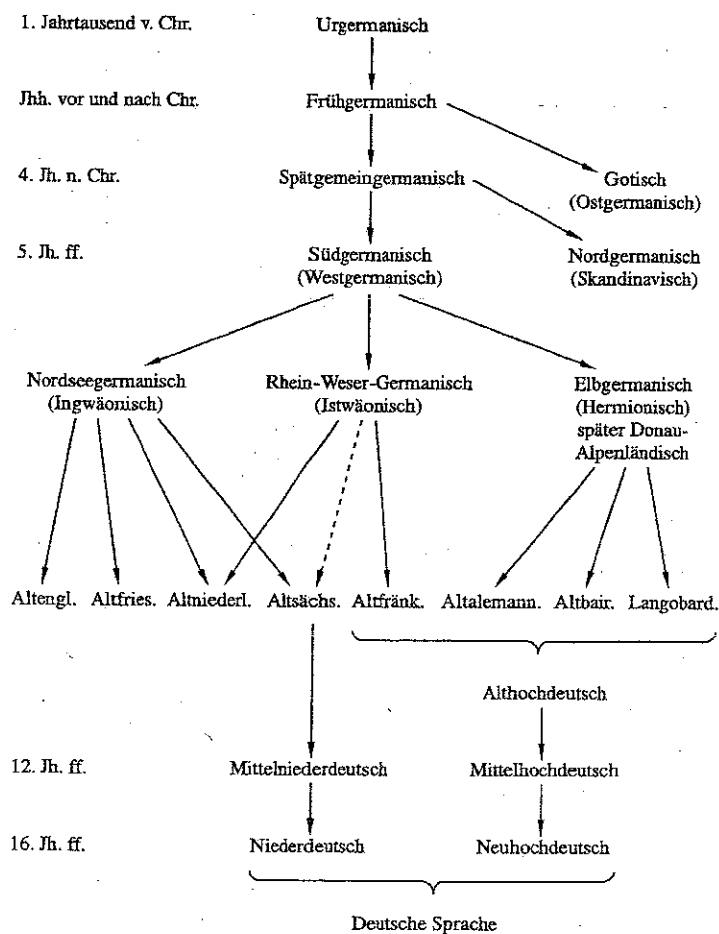 1. Jahrtausend v. Chr. Urgermanisch
Jhh. vor und nach Chr. Frühgermanisch
4. Jh. n. Chr. Spätgemeingermanisch Gotisch
(Ostgermanisch)
5. Jh. ff. Südgermanisch Nordgermanisch
(Westgermanisch) (Skandinavisch)
Nordseegermanisch Rhein-Weser-Germanisch Elbgermanisch
(Ingwäonisch) (Istwäonisch) (Hermionisch)
später Donau-
Alpenländisch
Altengl. Altfries. Altniederl. Altsächs. Altfränk. Altalemann. Altbair. Langobard.
Althochdeutsch
12. Jh. ff. Mittelniederdeutsch Mittelhochdeutsch
16. Jh. ff. Niederdeutsch Neuhochdeutsch
Deutsche Sprache